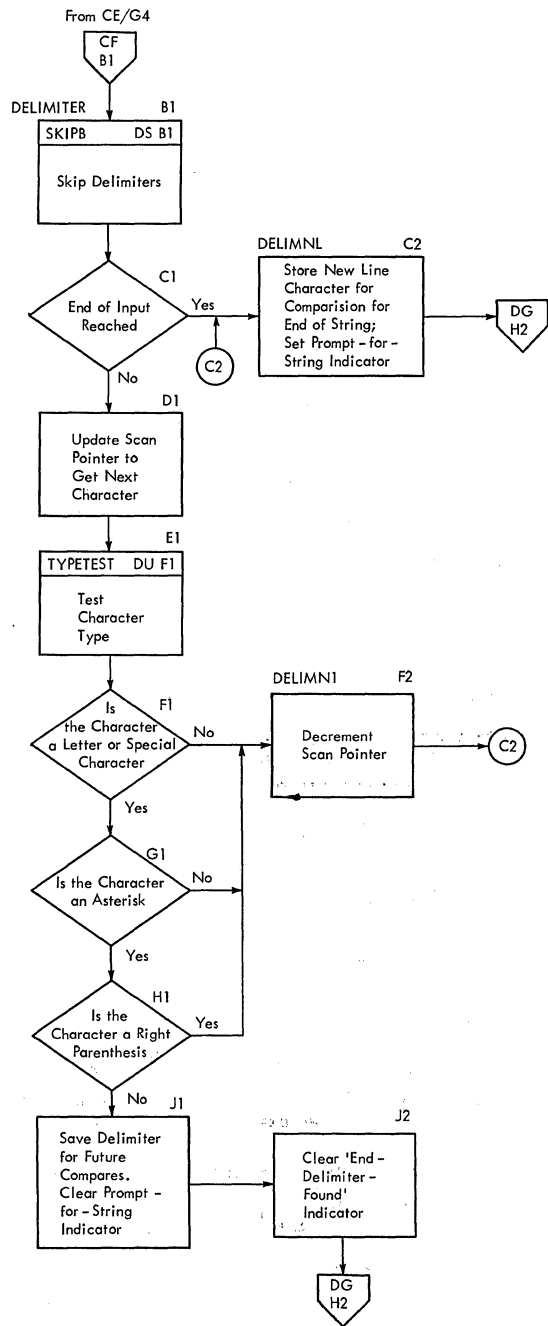 From CE/G4
CF
B1
DELIMITER B1
SKIPB DS B1
Skip Delimiters
C1
End of Input
Reached
Yes
No
C2
DELIMNL C2
Store New Line
Character for
Comparision for
End of String;
Set Prompt - for -
String Indicator
DG
H2
D1
Update Scan
Pointer to
Get Next
Character
E1
TYPETEST DU F1
Test
Character
Type
F1
Is
the Character
a Letter or Special
Character
No
Yes
DELIMN1 F2
Decrement
Scan Pointer
C2
G1
Is the Character
an Asterisk
No
Yes
H1
Is the
Character a Right
Parenthesis
Yes
No
J1
Save Delimiter
for Future
Compares.
Clear Prompt -
for - String
Indicator
J2
Clear 'End -
Delimiter -
Found'
Indicator
DG
H2